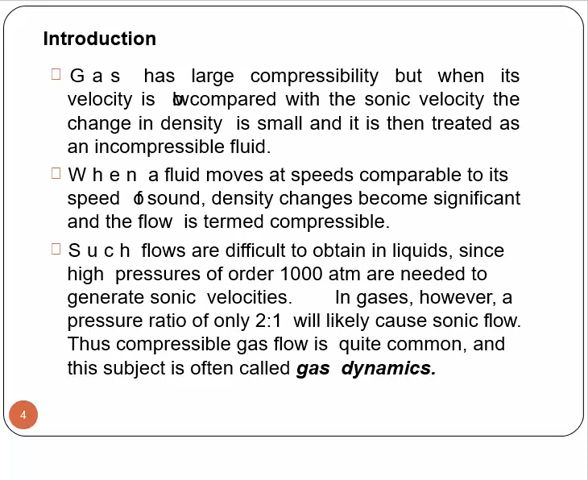 Introduction
G a s has large compressibility but when its
velocity is low compared with the sonic velocity the
change in density is small and it is then treated as
an incompressible fluid.
W h e n a fluid moves at speeds comparable to its
speed of sound, density changes become significant
and the flow is termed compressible.
S u c h flows are difficult to obtain in liquids, since
high pressures of order 1000 atm are needed to
generate sonic velocities. In gases, however, a
pressure ratio of only 2:1 will likely cause sonic flow.
Thus compressible gas flow is quite common, and
this subject is often called gas dynamics.
4